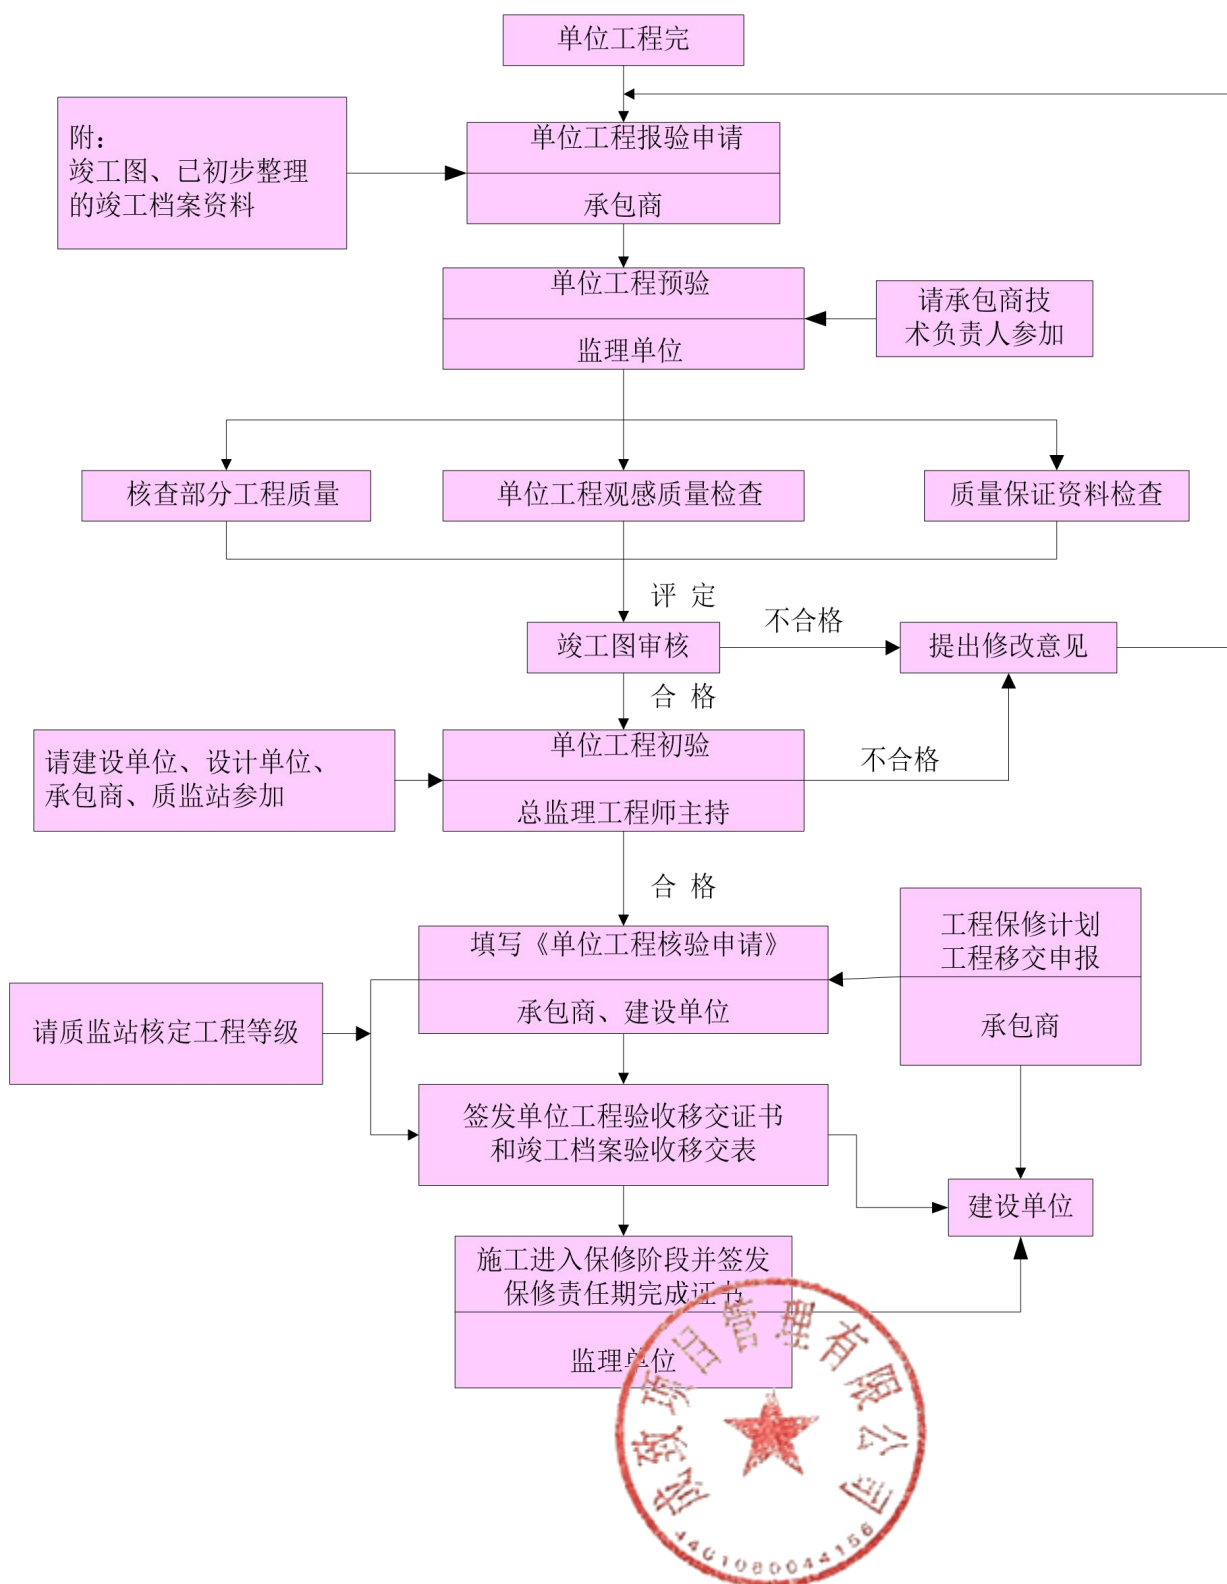 单位工程完
附：
竣工图、已初步整理
的竣工档案资料
单位工程报验申请
承包商
单位工程预验
监理单位
请承包商技
术负责人参加
核查部分工程质量
单位工程观感质量检查
质量保证资料检查
评 定
竣工图审核
不合格
提出修改意见
合 格
请建设单位、设计单位、
承包商、质监站参加
单位工程初验
总监理工程师主持
不合格
合 格
填写《单位工程核验申请》
承包商、建设单位
工程保修计划
工程移交申报
承包商
请质监站核定工程等级
签发单位工程验收移交证书
和竣工档案验收移交表
建设单位
施工进入保修阶段并签发
保修责任期完成证书
监理单位
成致项目管理有限公司
4401060044156